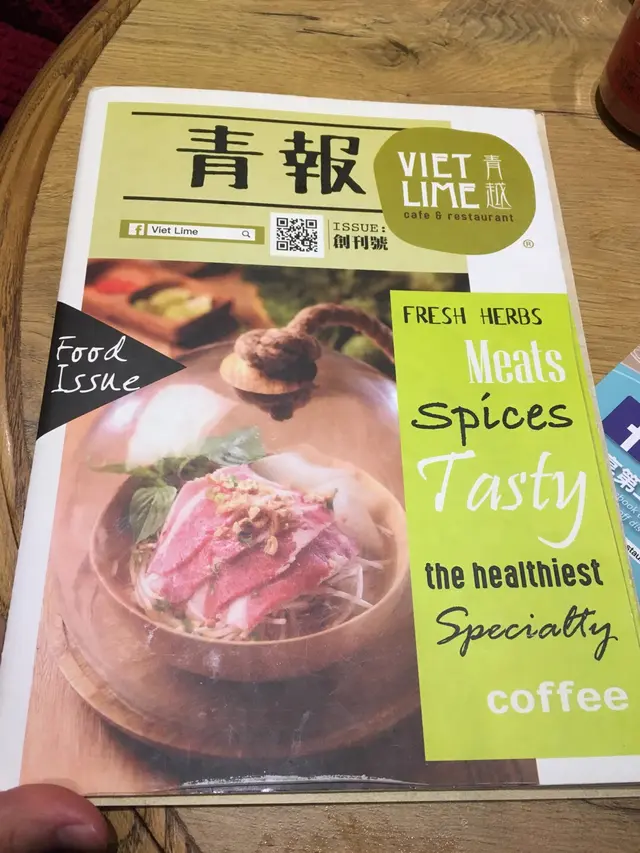 青報
VIET LIME 青越
cafe & restaurant
®
f Viet Lime
ISSUE:
創刊號
Food
Issue
FRESH HERBS
Meats
Spices
Tasty
the healthiest
Specialty
coffee
f